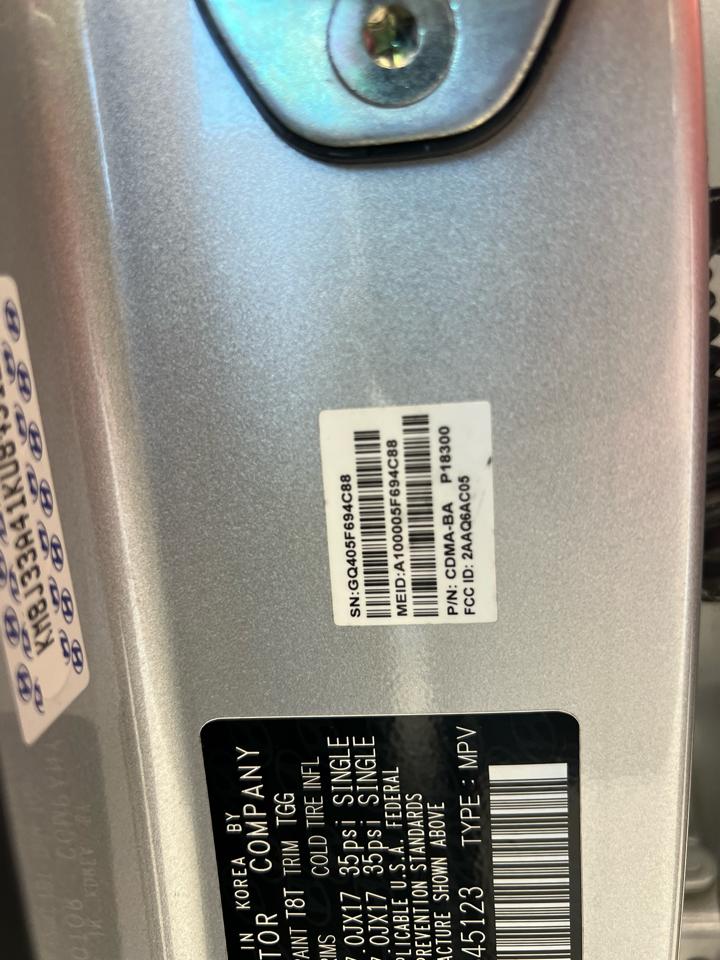 KM8J33A41KU8
SN:GQ405F694C88
MEID:A100005F694C88
P/N: CDMA-BA P18300
FCC ID: 2AAQ6AC05
IN KOREA BY
TOR COMPANY
PAINT T8T TRIM TGG
RIMS COLD TIRE INFL
7.0JX17 35psi SINGLE
7.0JX17 35psi SINGLE
PLICABLE U.S.A. FEDERAL
PREVENTION STANDARDS
ACTURE SHOWN ABOVE
45123 TYPE : MPV